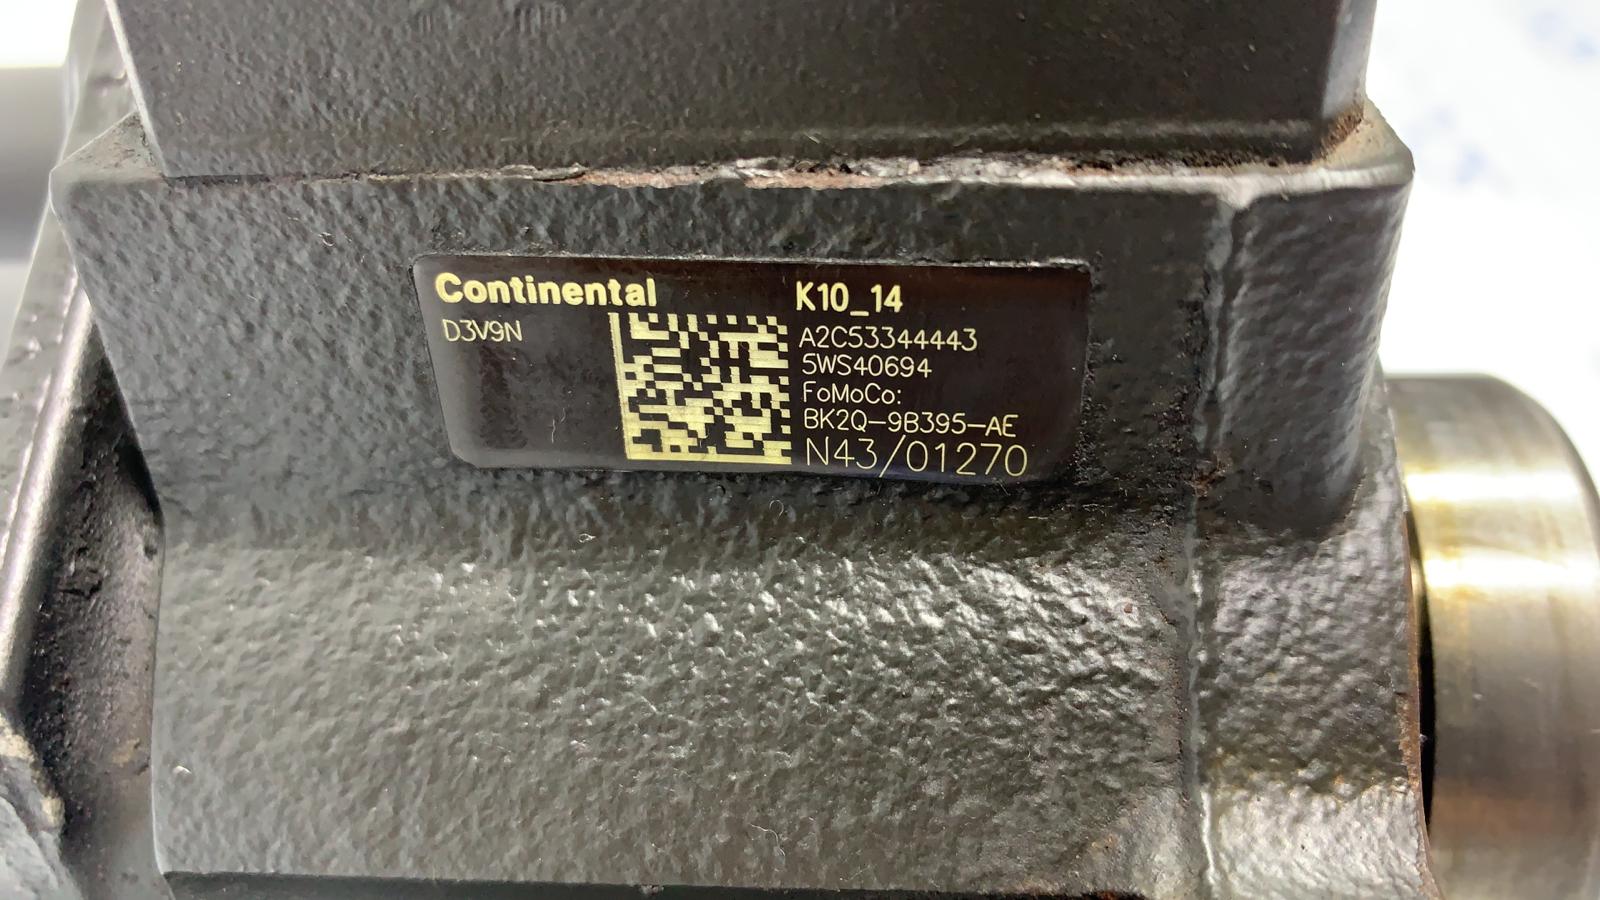 Continental
D3V9N
K10_14
A2C53344443
5WS40694
FoMoCo:
BK2Q-9B395-AE
N43/01270